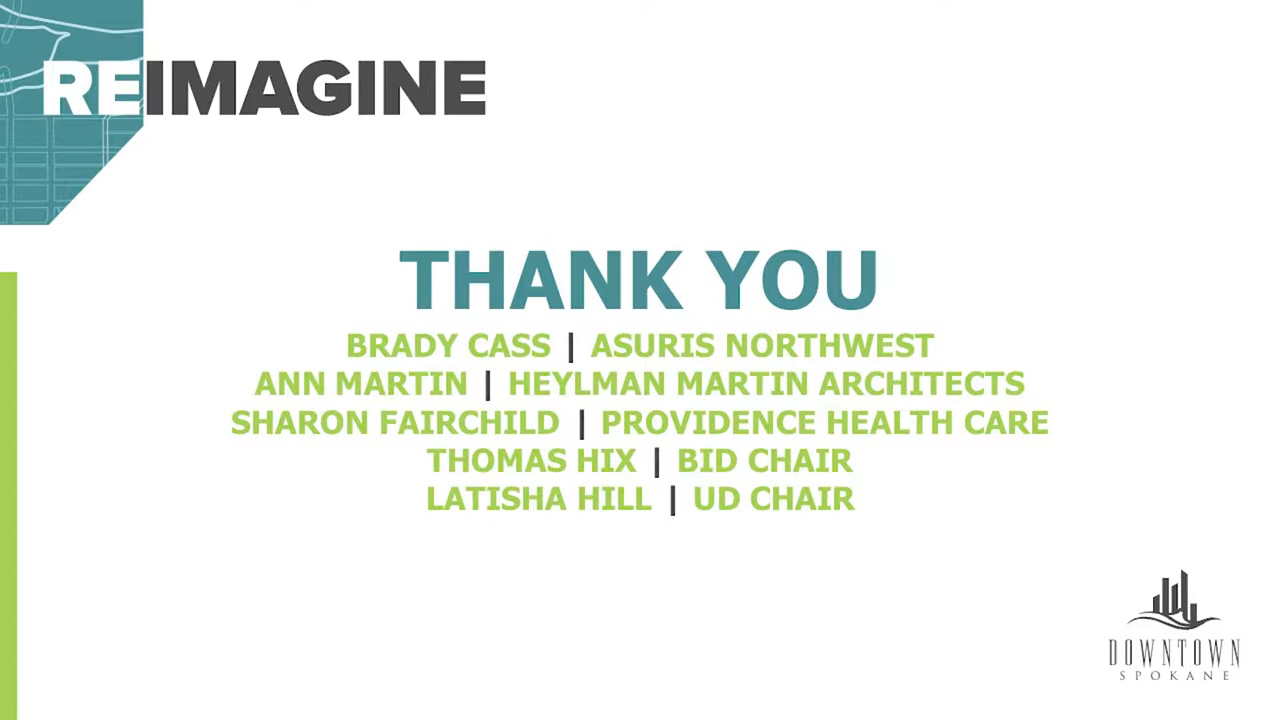 REIMAGINE
THANK YOU
BRADY CASS | ASURIS NORTHWEST
ANN MARTIN | HEYLMAN MARTIN ARCHITECTS
SHARON FAIRCHILD | PROVIDENCE HEALTH CARE
THOMAS HIX | BID CHAIR
LATISHA HILL | UD CHAIR
DOWNTOWN
SPOKANE